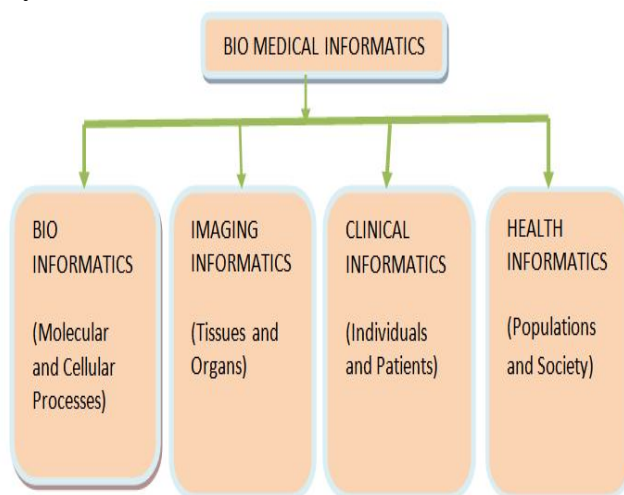 BIO MEDICAL INFORMATICS
BIO
INFORMATICS
(Molecular
and Cellular
Processes)
IMAGING
INFORMATICS
(Tissues and
Organs)
CLINICAL
INFORMATICS
(Individuals
and Patients)
HEALTH
INFORMATICS
(Populations
and Society)